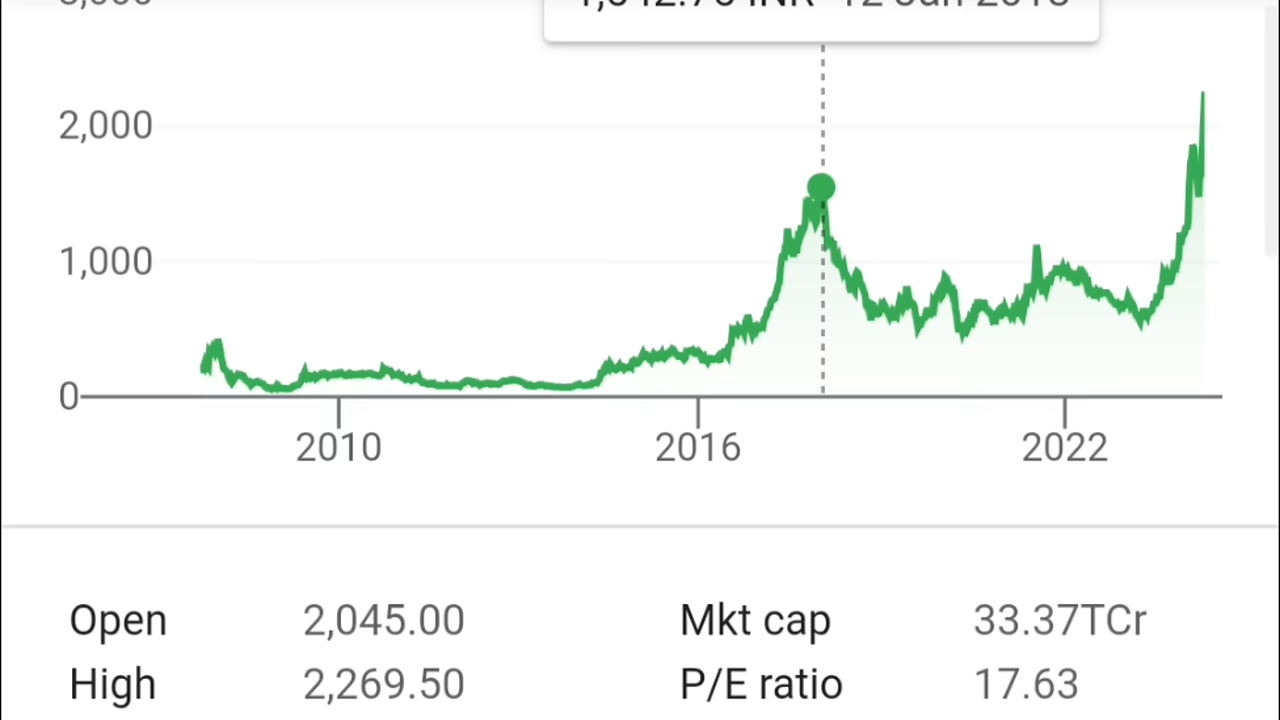 2,000
1,000
0
2010 2016 2022
Open 2,045.00 Mkt cap 33.37TCr
High 2,269.50 P/E ratio 17.63